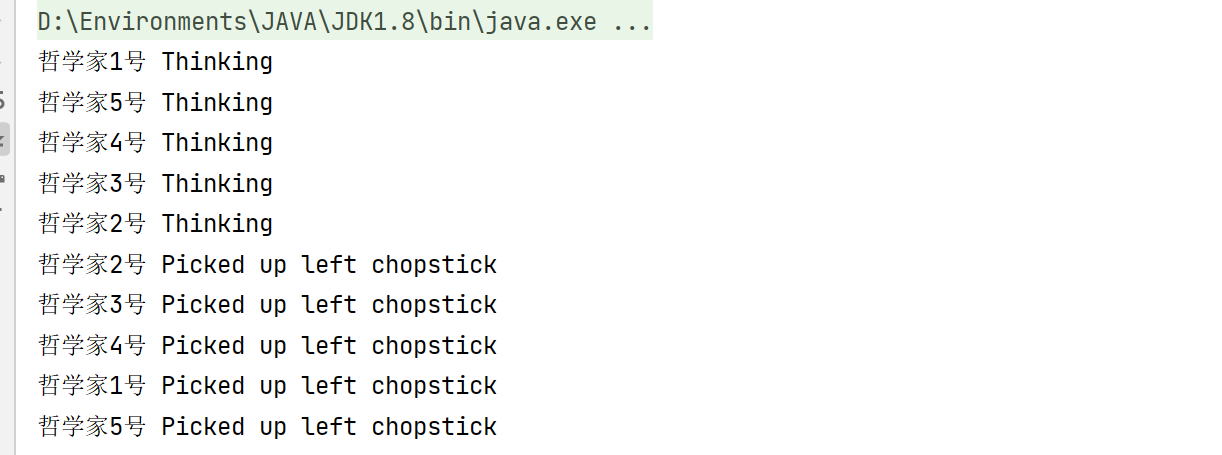 D:\Environments\JAVA\JDK1.8\bin\java.exe ...
哲学家1号 Thinking
哲学家5号 Thinking
哲学家4号 Thinking
哲学家3号 Thinking
哲学家2号 Thinking
哲学家2号 Picked up left chopstick
哲学家3号 Picked up left chopstick
哲学家4号 Picked up left chopstick
哲学家1号 Picked up left chopstick
哲学家5号 Picked up left chopstick